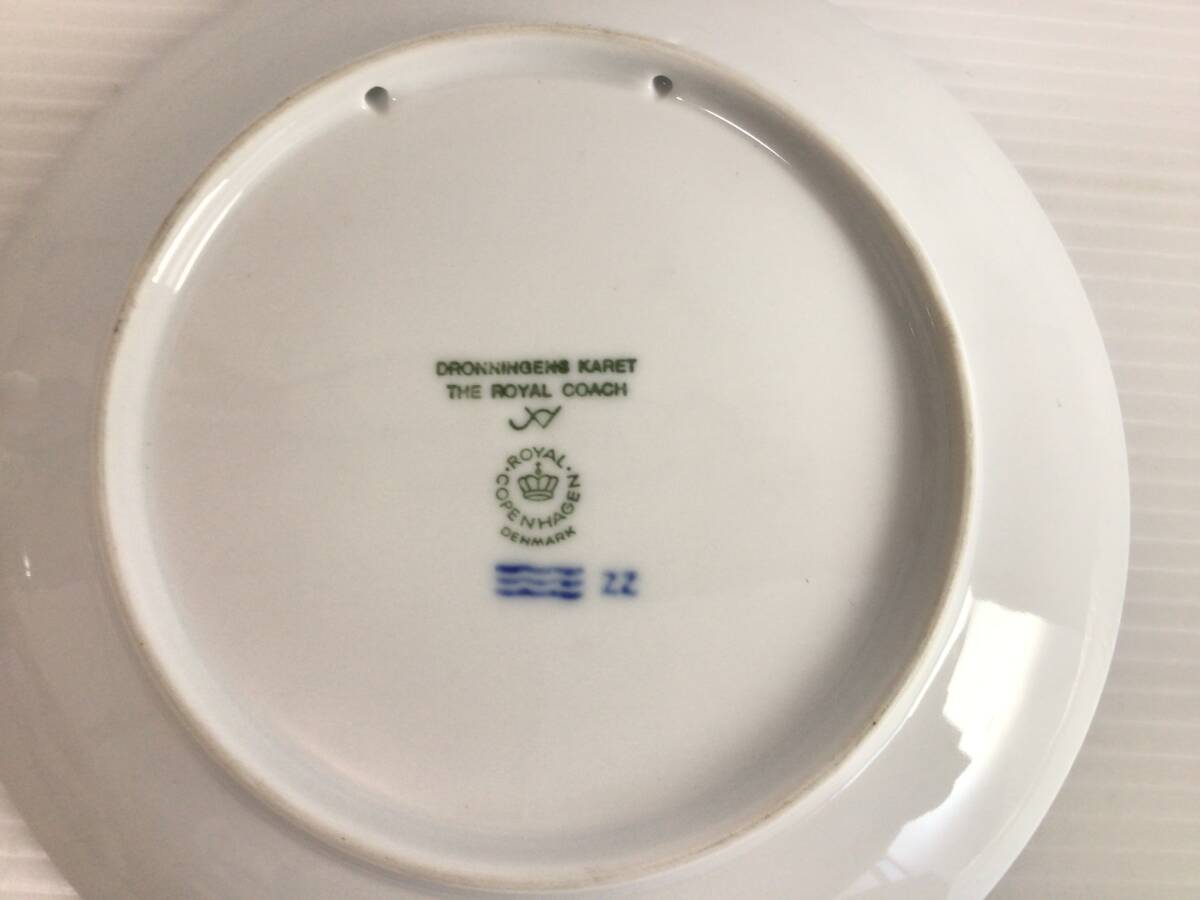 DRONNINGENS KARET
THE ROYAL COACH
ROYAL
COPENHAGEN
DENMARK
22